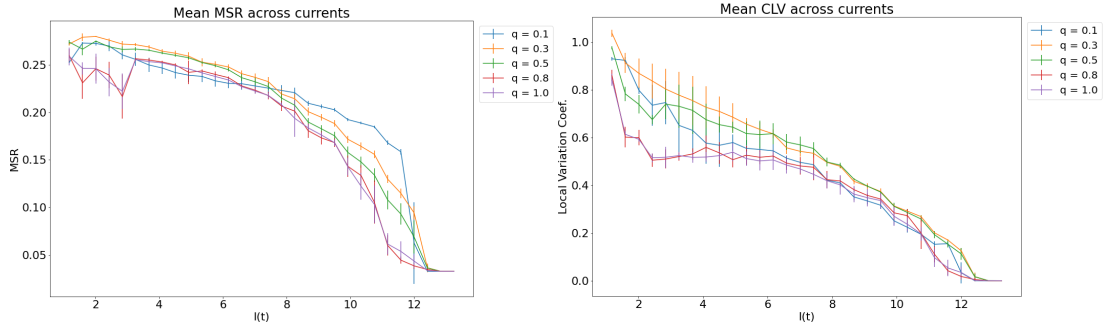 Mean MSR across currents
MSR
0.25
0.20
0.15
0.10
0.05
2 4 6 8 10 12
I(t)
q = 0.1
q = 0.3
q = 0.5
q = 0.8
q = 1.0
Mean CLV across currents
Local Variation Coef.
1.0
0.8
0.6
0.4
0.2
0.0
2 4 6 8 10 12
I(t)
q = 0.1
q = 0.3
q = 0.5
q = 0.8
q = 1.0